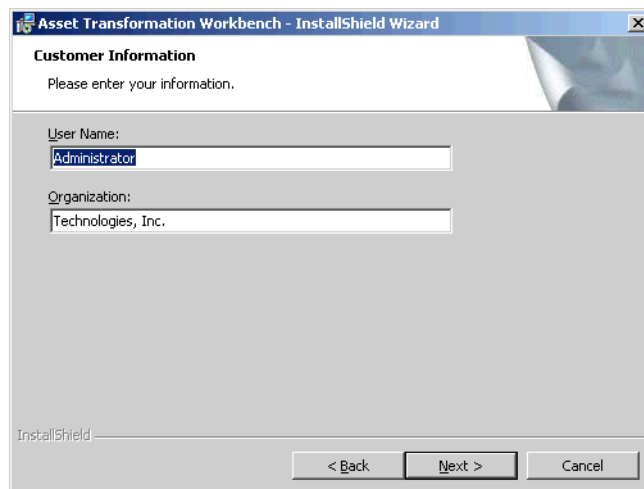 Asset Transformation Workbench - InstallShield Wizard
Customer Information
Please enter your information.
User Name:
Administrator
Organization:
Technologies, Inc.
InstallShield
< Back
Next >
Cancel